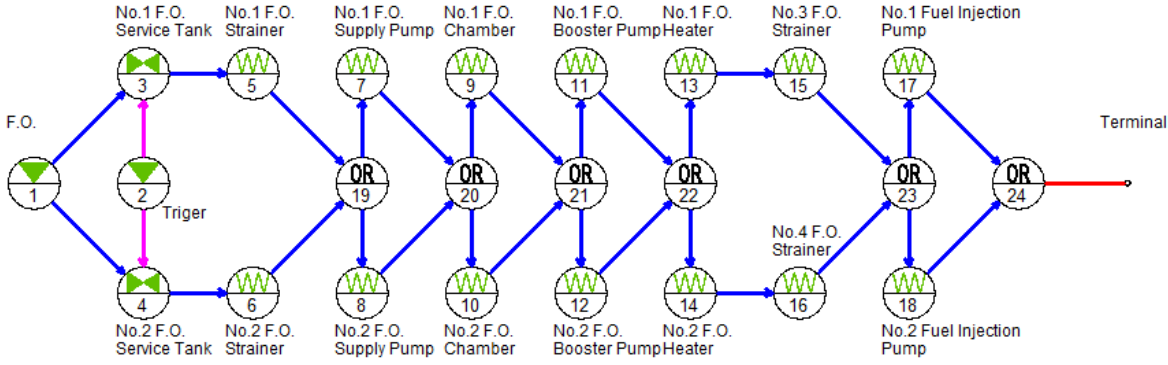 No.1 F.O.
Service Tank
No.1 F.O.
Strainer
No.1 F.O.
Supply Pump
No.1 F.O.
Chamber
No.1 F.O.
Booster Pump
No.1 F.O.
Heater
No.3 F.O.
Strainer
No.1 Fuel Injection
Pump
3
5
7
9
11
13
15
17
F.O.
Terminal
1
2
OR
19
OR
20
OR
21
OR
22
OR
23
OR
24
Triger
No.4 F.O.
Strainer
4
6
8
10
12
14
16
18
No.2 F.O.
Service Tank
No.2 F.O.
Strainer
No.2 F.O.
Supply Pump
No.2 F.O.
Chamber
No.2 F.O.
Booster Pump
No.2 F.O.
Heater
No.2 Fuel Injection
Pump